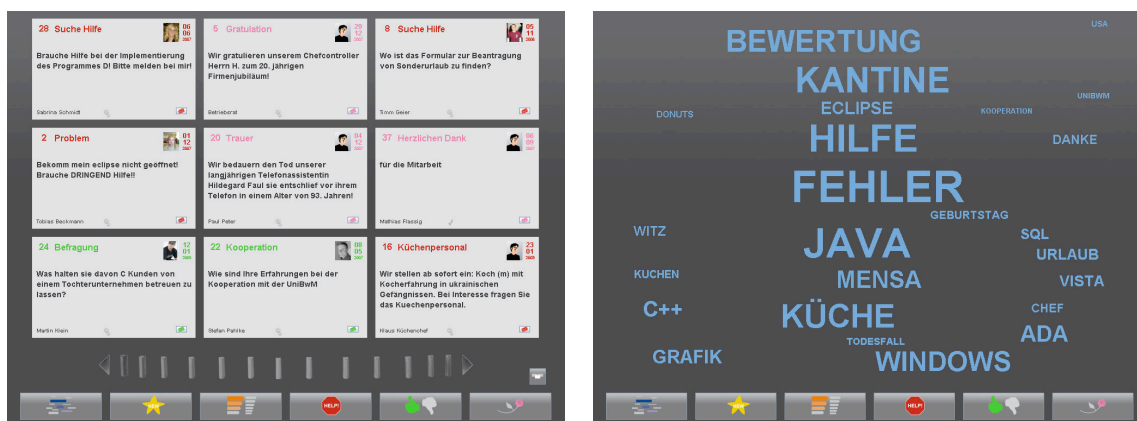 28 Suche Hilfe
06
06
2007
Brauche Hilfe bei der Implementierung
des Programmes D! Bitte melden bei mir!
Sabrina Schmidt
5 Gratulation
29
12
2007
Wir gratulieren unserem Chefcontroller
Herrn H. zum 20. jährigen
Firmenjubiläum!
Betriebsrat
8 Suche Hilfe
05
11
Wo ist das Formular zur Beantragung
von Sonderurlaub zu finden?
Timm Geier
2 Problem
01
12
2007
Bekomm mein eclipse nicht geöffnet!
Brauche DRINGEND Hilfe!!
Tobias Beckmann
20 Trauer
04
12
2007
Wir bedauern den Tod unserer
langjährigen Telefonassistentin
Hildegard Faul sie entschlief vor ihrem
Telefon in einem Alter von 93. Jahren!
Paul Peter
37 Herzlichen Dank
06
09
2007
für die Mitarbeit
Mathias Flassig
24 Befragung
12
01
Was halten sie davon C Kunden von
einem Tochterunternehmen betreuen zu
lassen?
Martin Hein
22 Kooperation
08
05
2007
Wie sind Ihre Erfahrungen bei der
Kooperation mit der UniBwM
Stefan Pahlke
16 Küchenpersonal
23
01
Wir stellen ab sofort ein: Koch (m) mit
Kocherfahrung in ukrainischen
Gefängnissen. Bei Interesse fragen Sie
das Kuechenpersonal.
Klaus Küchenchef
NEW
HELP!
USA
BEWERTUNG
KANTINE
UNIBWM
ECLIPSE
DONUTS
KOOPERATION
HILFE
DANKE
FEHLER
GEBURTSTAG
WITZ
JAVA
SQL
URLAUB
KUCHEN
MENSA
VISTA
C++
KÜCHE
CHEF
ADA
TODESFALL
GRAFIK
WINDOWS
NEW
HELP!